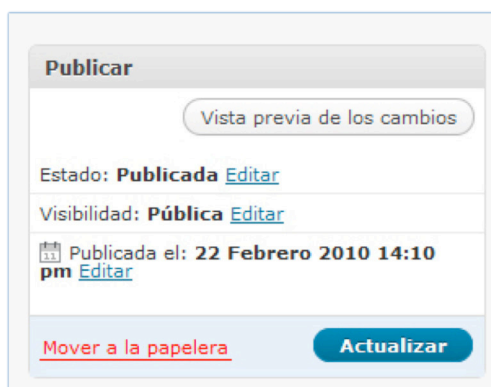 Publicar
Vista previa de los cambios
Estado: Publicada Editar
Visibilidad: Pública Editar
11 Publicada el: 22 Febrero 2010 14:10
pm Editar
Mover a la papelera Actualizar